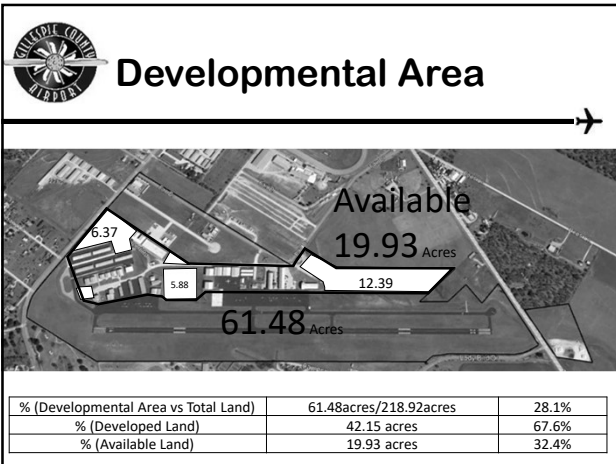 GILLESPIE COUNTY
AIRPORT
Developmental Area
Available
19.93 Acres
6.37
5.88
12.39
61.48 Acres
% (Developmental Area vs Total Land) 61.48acres/218.92acres 28.1%
% (Developed Land) 42.15 acres 67.6%
% (Available Land) 19.93 acres 32.4%